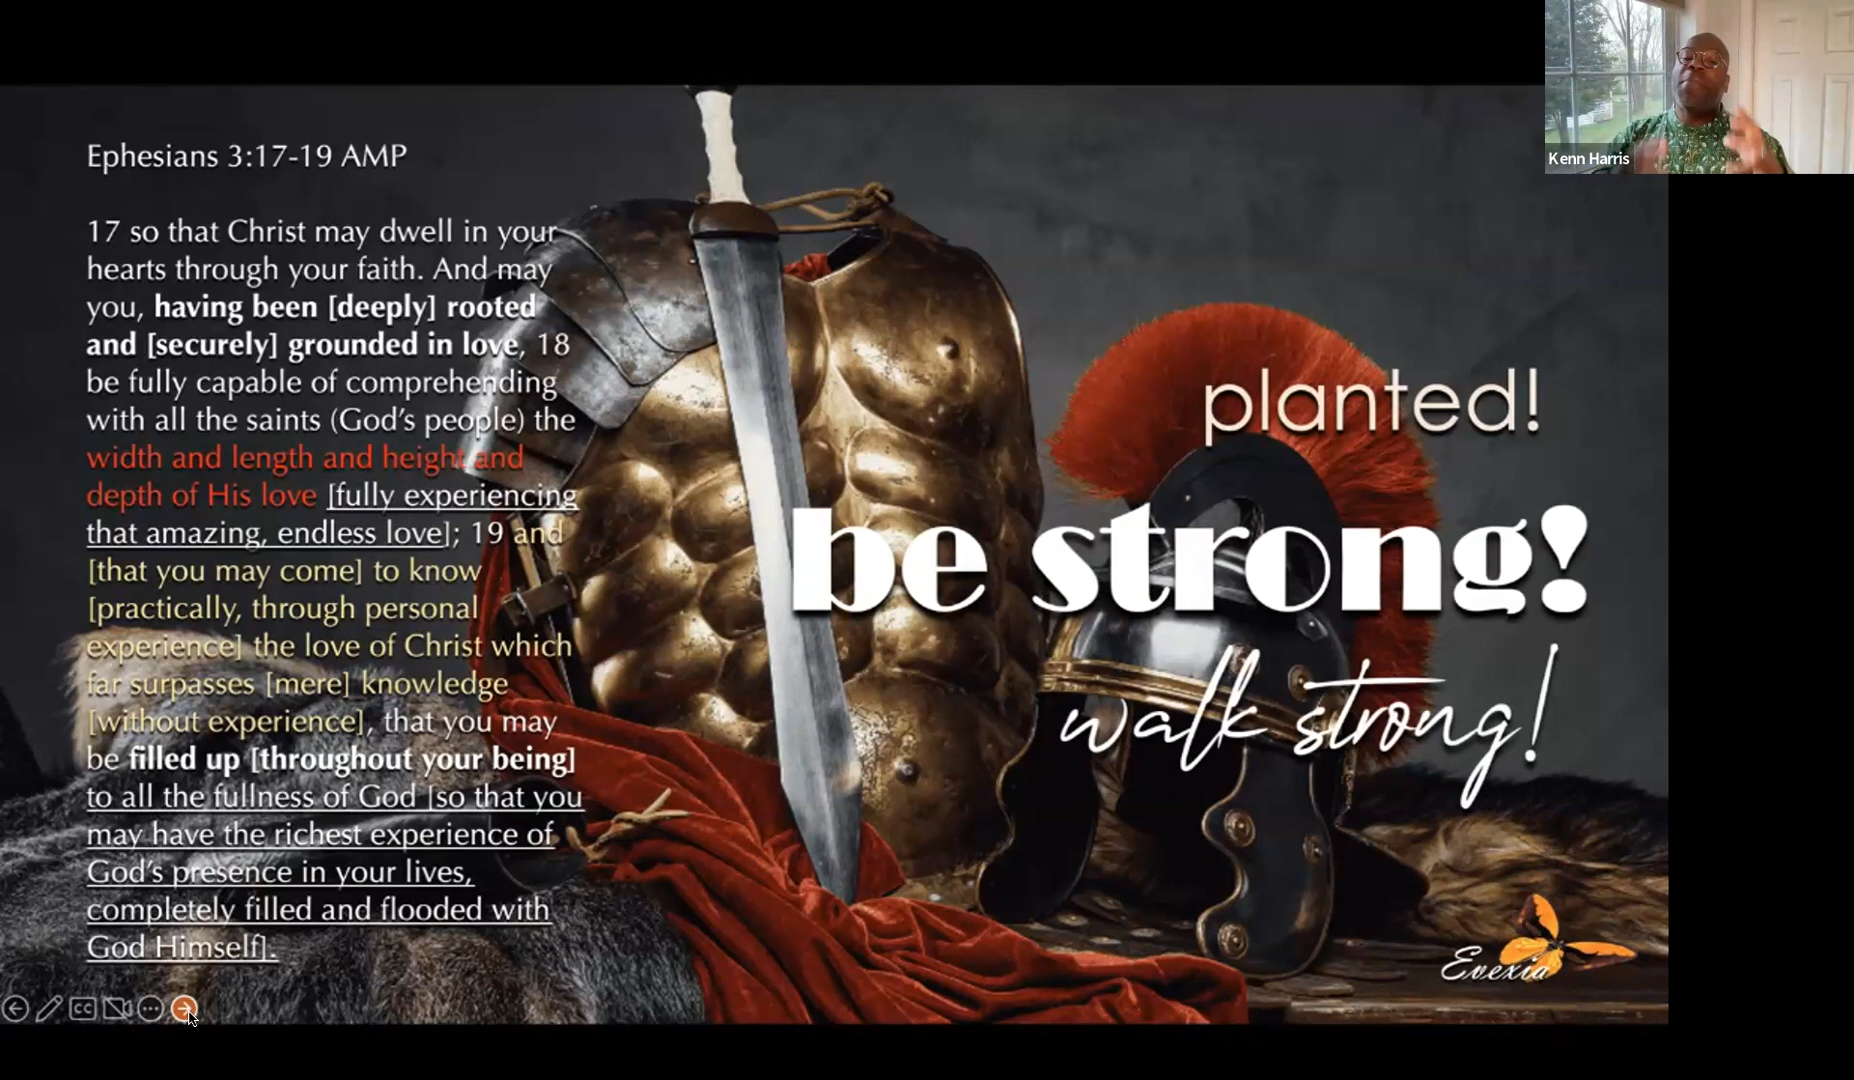 Kenn Harris
Ephesians 3:17-19 AMP
17 so that Christ may dwell in your
hearts through your faith. And may
you, having been [deeply] rooted
and [securely] grounded in love, 18
be fully capable of comprehending
with all the saints (God's people) the
width and length and height and
depth of His love [fully experiencing
that amazing, endless love]; 19 and
[that you may come] to know
[practically, through personal
experience] the love of Christ which
far surpasses [mere] knowledge
[without experience], that you may
be filled up [throughout your being]
to all the fullness of God [so that you
may have the richest experience of
God's presence in your lives,
completely filled and flooded with
God Himself].
planted!
be strong!
walk strong!
Evexia
CC